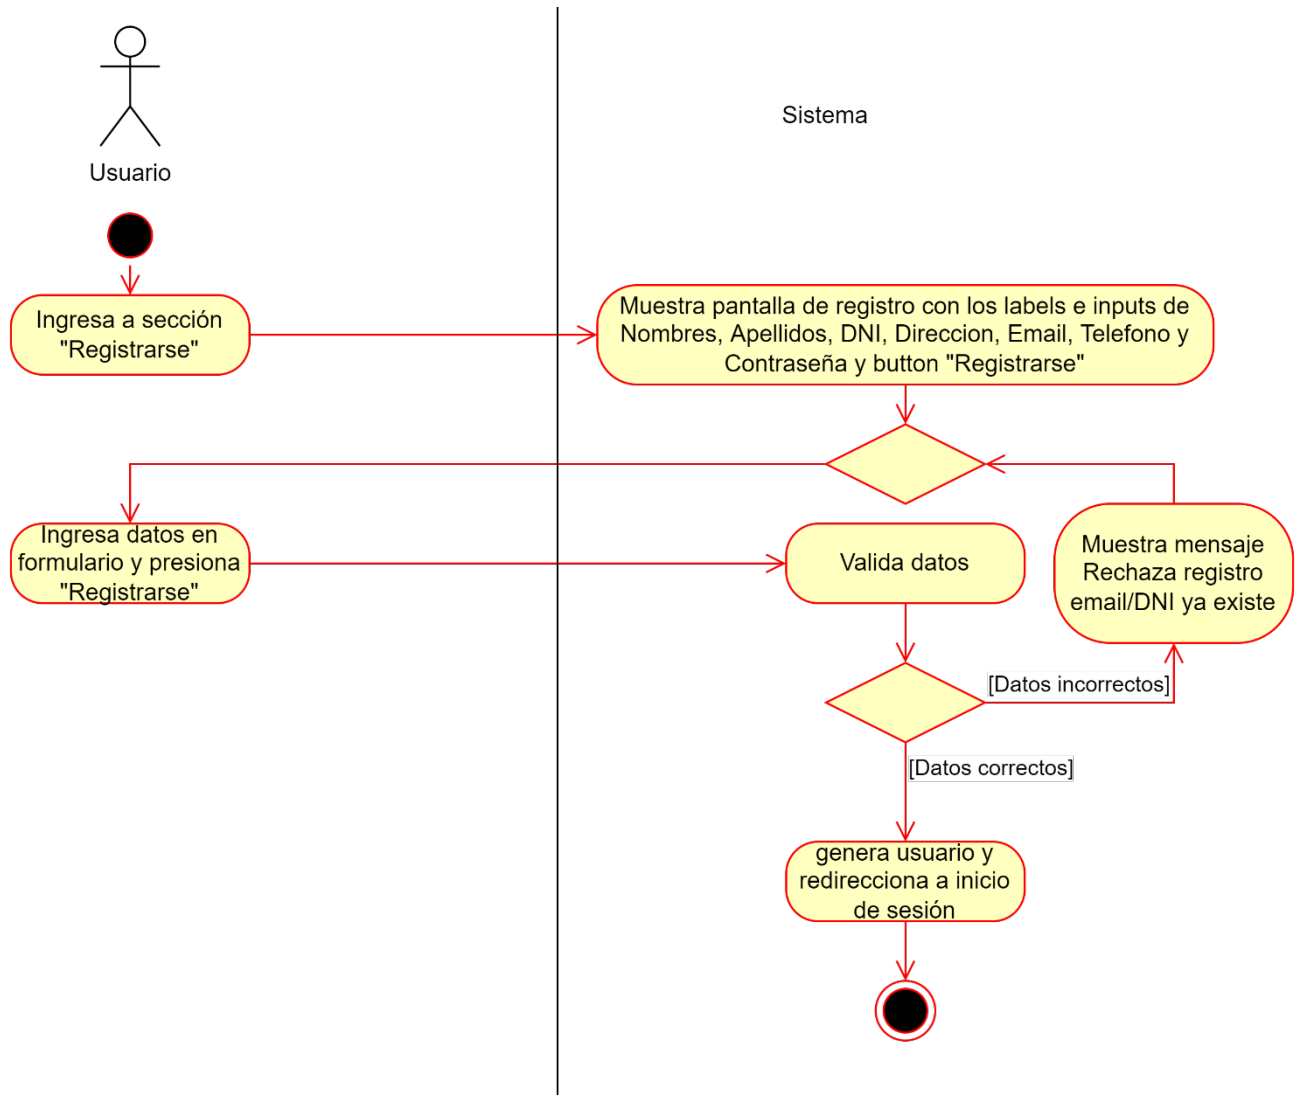 Usuario
Sistema
Ingresa a sección
"Registrarse"
Muestra pantalla de registro con los labels e inputs de
Nombres, Apellidos, DNI, Direccion, Email, Telefono y
Contraseña y button "Registrarse"
Ingresa datos en
formulario y presiona
"Registrarse"
Valida datos
Muestra mensaje
Rechaza registro
email/DNI ya existe
[Datos incorrectos]
[Datos correctos]
genera usuario y
redirecciona a inicio
de sesión